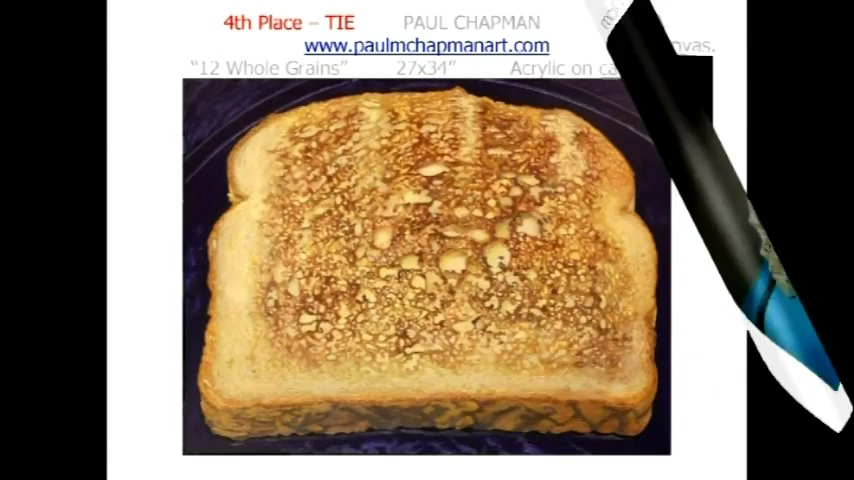 4th Place – TIE PAUL CHAPMAN
www.paulmchapmanart.com
"12 Whole Grains" 27x34" Acrylic on